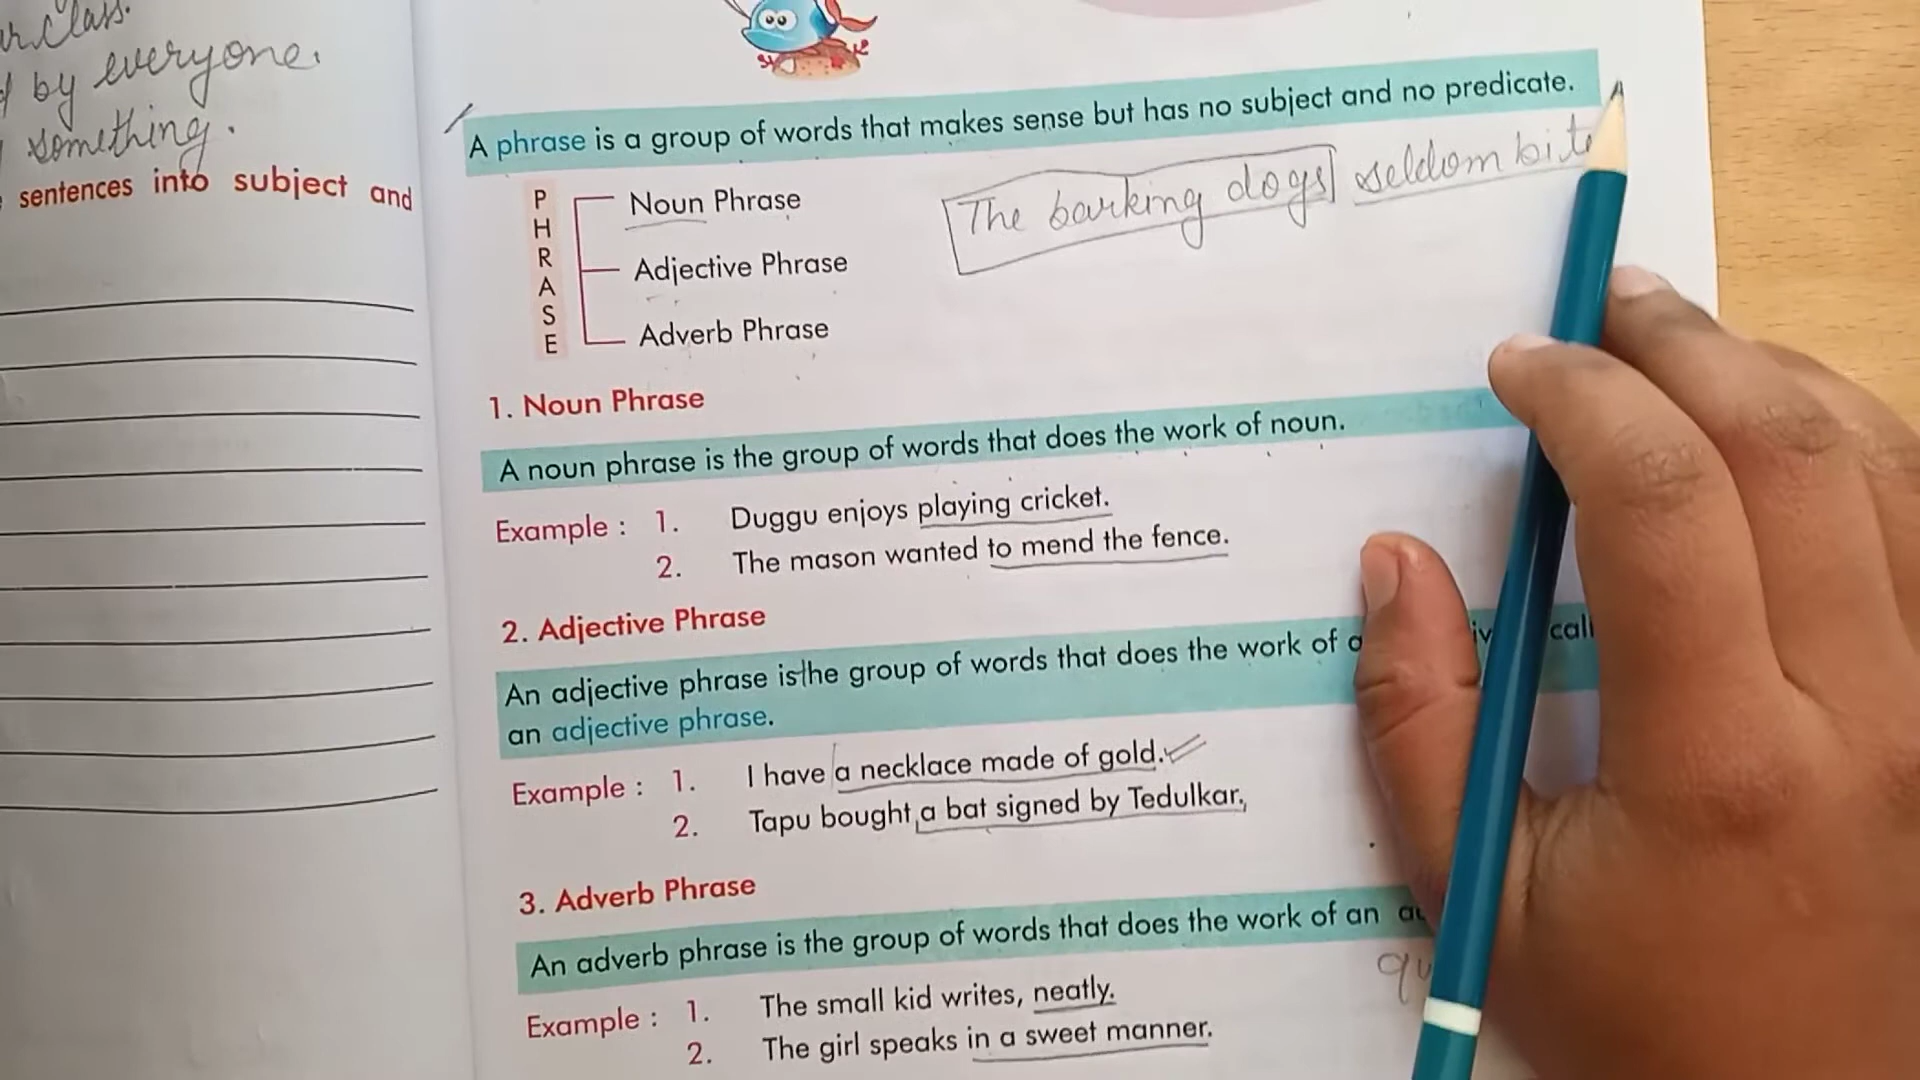 class.
by everyone.
something.
sentences into subject and
A phrase is a group of words that makes sense but has no subject and no predicate.
The barking dogs seldom bite
PHRASE
Noun Phrase
Adjective Phrase
Adverb Phrase
1. Noun Phrase
A noun phrase is the group of words that does the work of noun.
Example : 1. Duggu enjoys playing cricket.
2. The mason wanted to mend the fence.
2. Adjective Phrase
An adjective phrase is the group of words that does the work of
an adjective phrase.
Example : 1. I have a necklace made of gold.
2. Tapu bought a bat signed by Tedulkar.
3. Adverb Phrase
An adverb phrase is the group of words that does the work of an
Example : 1. The small kid writes, neatly.
2. The girl speaks in a sweet manner.